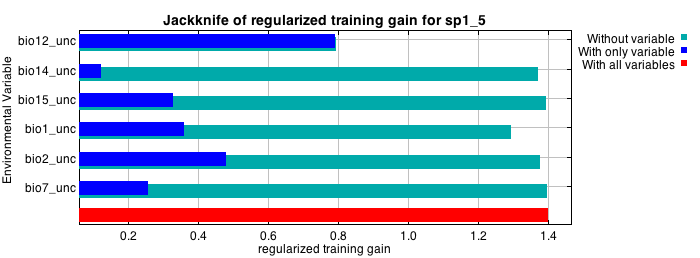 Jackknife of regularized training gain for sp1_5
Environmental Variable
bio12_unc
bio14_unc
bio15_unc
bio1_unc
bio2_unc
bio7_unc
0.2 0.4 0.6 0.8 1.0 1.2 1.4
regularized training gain
Without variable
With only variable
With all variables